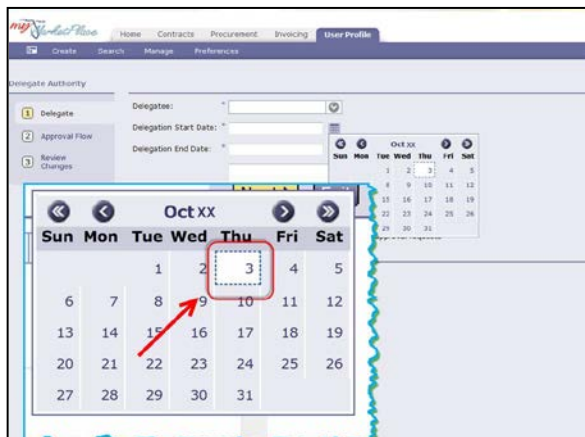 my MarketPlace
Home Contracts Procurement Invoicing User Profile
Create Search Manage Preferences
Delegate Authority
1 Delegate
2 Approval Flow
3 Review Changes
Delegatee: *
Delegation Start Date: *
Delegation End Date: *
Oct xx
Sun Mon Tue Wed Thu Fri Sat
1 2 3 4 5
8 9 10 11 12
15 16 17 18 19
22 23 24 25 26
29 30 31
Oct xx
Sun Mon Tue Wed Thu Fri Sat
1 2 3 4 5
6 7 8 9 10 11 12
13 14 15 16 17 18 19
20 21 22 23 24 25 26
27 28 29 30 31